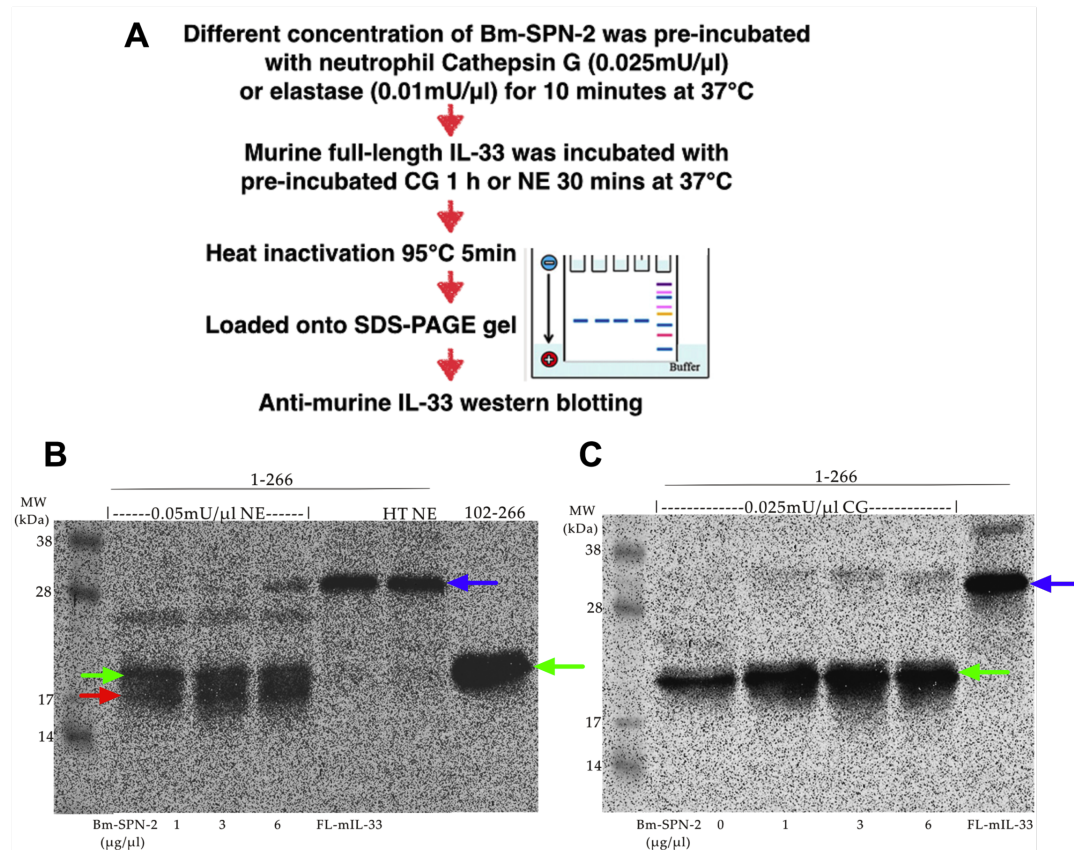 A
Different concentration of Bm-SPN-2 was pre-incubated
with neutrophil Cathepsin G (0.025mU/µl)
or elastase (0.01mU/µl) for 10 minutes at 37°C
Murine full-length IL-33 was incubated with
pre-incubated CG 1 h or NE 30 mins at 37°C
Heat inactivation 95°C 5min
Loaded onto SDS-PAGE gel
Buffer
Anti-murine IL-33 western blotting
B
1-266
MW
(kDa)
|------0.05mU/µl NE------|
HT NE
102-266
38
28
17
14
Bm-SPN-2 1 3 6 FL-mIL-33
(µg/µl)
C
1-266
MW
(kDa)
|--------------0.025mU/µl CG--------------|
38
28
17
14
Bm-SPN-2 0 1 3 6 FL-mIL-33
(µg/µl)